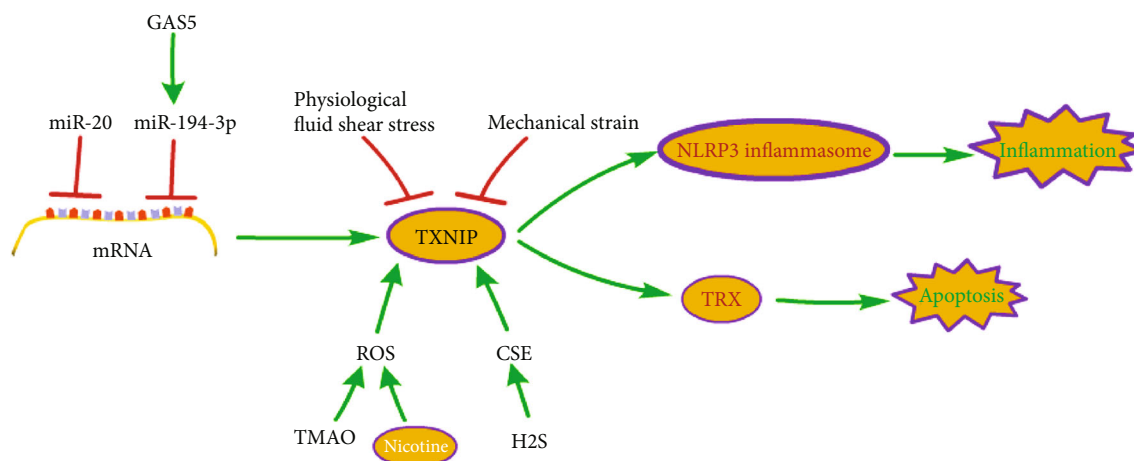 GAS5
miR-20
miR-194-3p
mRNA
Physiological
fluid shear stress
Mechanical strain
TXNIP
ROS
CSE
TMAO
Nicotine
H2S
NLRP3 inflammasome
Inflammation
TRX
Apoptosis